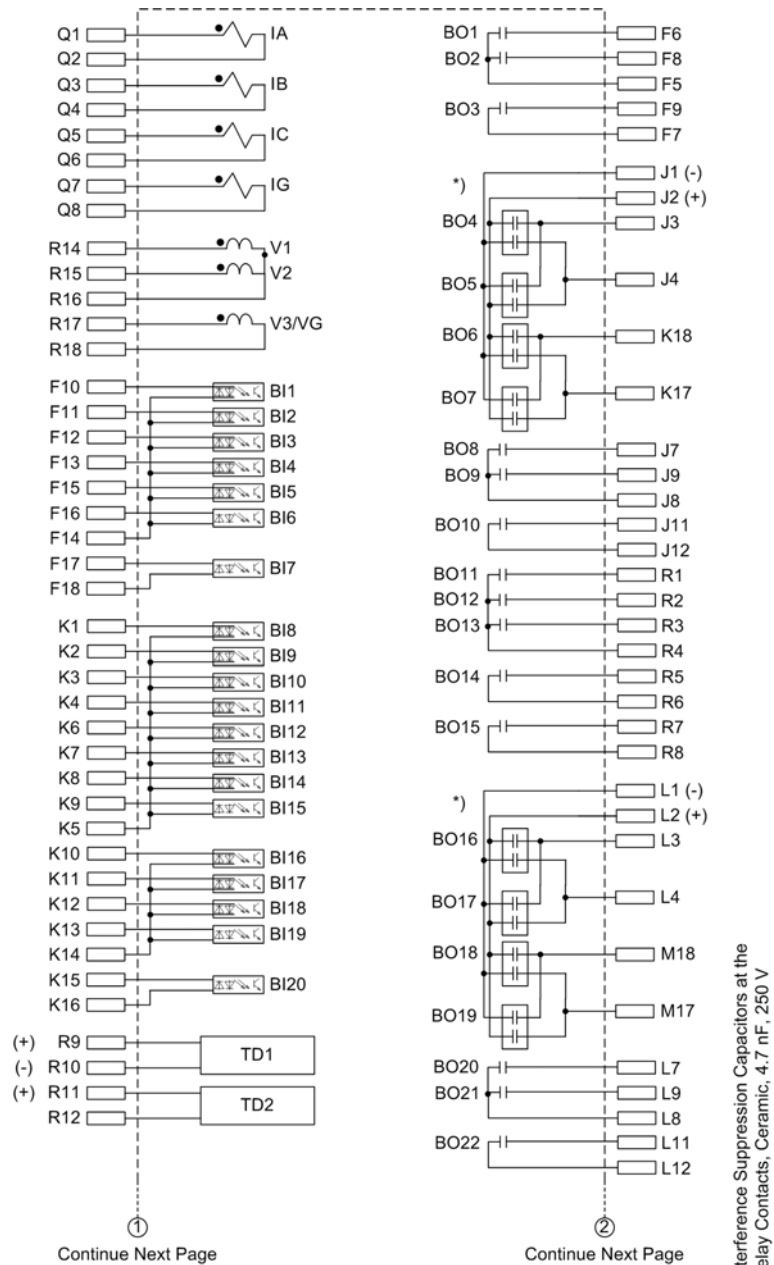 Q1
IA
Q2
Q3
IB
Q4
Q5
IC
Q6
Q7
IG
Q8
R14
V1
R15
V2
R16
R17
V3/VG
R18
F10
BI1
F11
BI2
F12
BI3
F13
BI4
F15
BI5
F16
BI6
F14
F17
BI7
F18
K1
BI8
K2
BI9
K3
BI10
K4
BI11
K6
BI12
K7
BI13
K8
BI14
K9
BI15
K5
K10
BI16
K11
BI17
K12
BI18
K13
BI19
K14
K15
BI20
K16
(+) R9
TD1
(-) R10
(+) R11
TD2
R12
1
Continue Next Page
BO1
F6
BO2
F8
F5
BO3
F9
F7
*)
J1 (-)
J2 (+)
BO4
J3
BO5
J4
BO6
K18
BO7
K17
BO8
J7
BO9
J9
J8
BO10
J11
J12
BO11
R1
BO12
R2
BO13
R3
R4
BO14
R5
R6
BO15
R7
R8
*)
L1 (-)
L2 (+)
BO16
L3
BO17
L4
BO18
M18
BO19
M17
BO20
L7
BO21
L9
L8
BO22
L11
L12
2
Continue Next Page
Suppression Capacitors at the
Contacts, Ceramic, 4.7 nF, 250 V